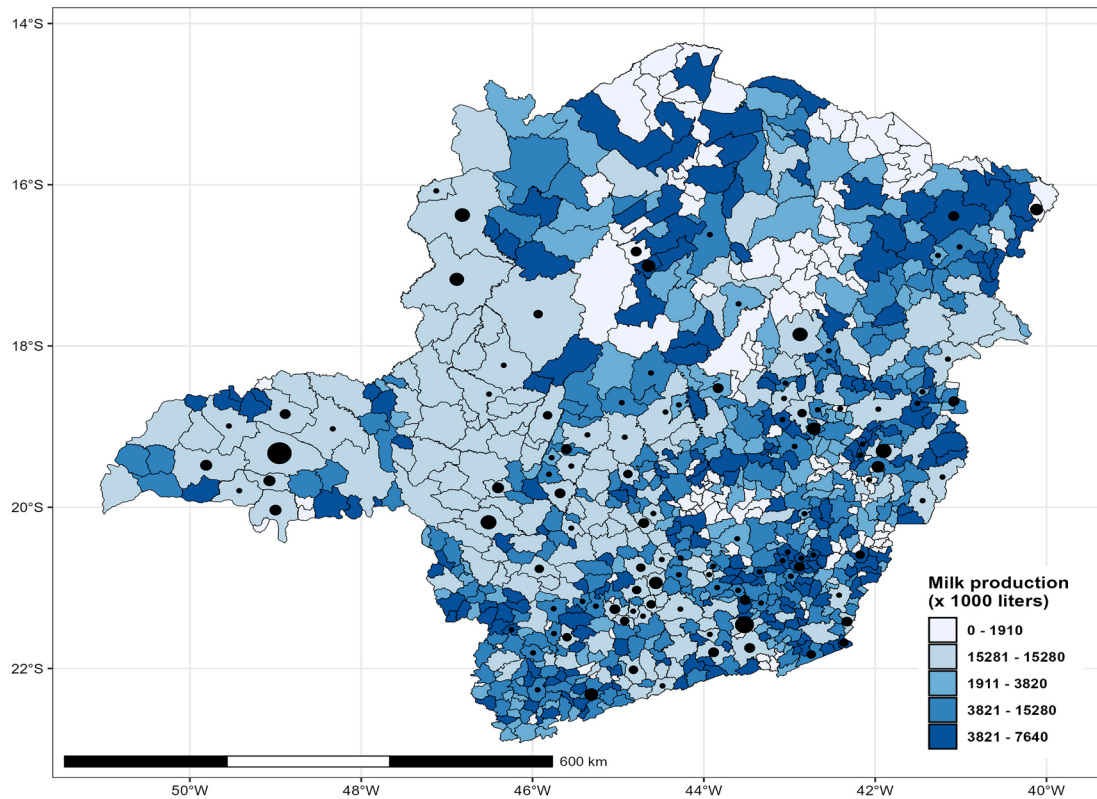 14°S
16°S
18°S
20°S
22°S
Milk production
(x 1000 liters)
0 - 1910
15281 - 15280
1911 - 3820
3821 - 15280
3821 - 7640
600 km
50°W
48°W
46°W
44°W
42°W
40°W